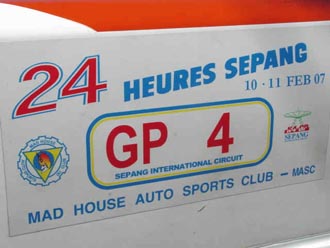 24 HEURES SEPANG
10 - 11 FEB 07
GP 4
SEPANG INTERNATIONAL CIRCUIT
SEPANG
MAD HOUSE AUTO SPORTS CLUB - MASC